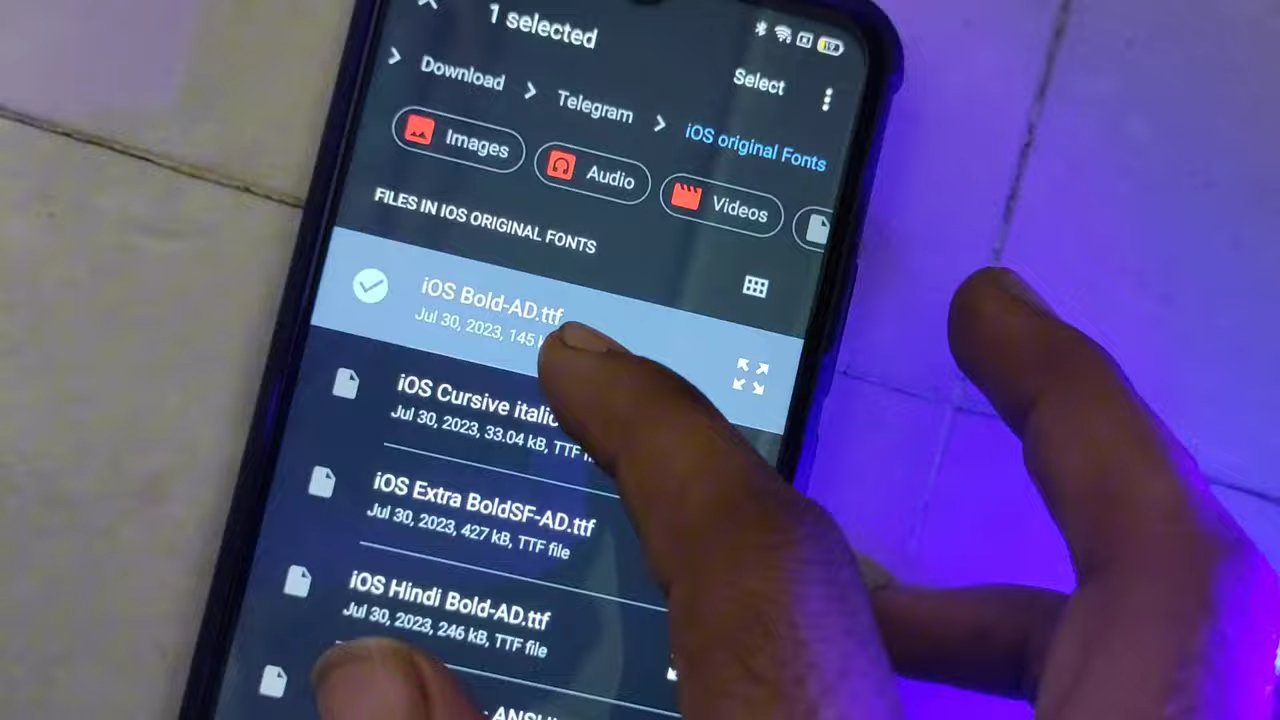 1 selected
19
Select
Download
Telegram
iOS original Fonts
Images
Audio
Videos
FILES IN IOS ORIGINAL FONTS
iOS Bold-AD.ttf
Jul 30, 2023, 145
iOS Cursive italic
Jul 30, 2023, 33.04 kB, TTF
iOS Extra BoldSF-AD.ttf
Jul 30, 2023, 427 kB, TTF file
iOS Hindi Bold-AD.ttf
Jul 30, 2023, 246 kB, TTF file